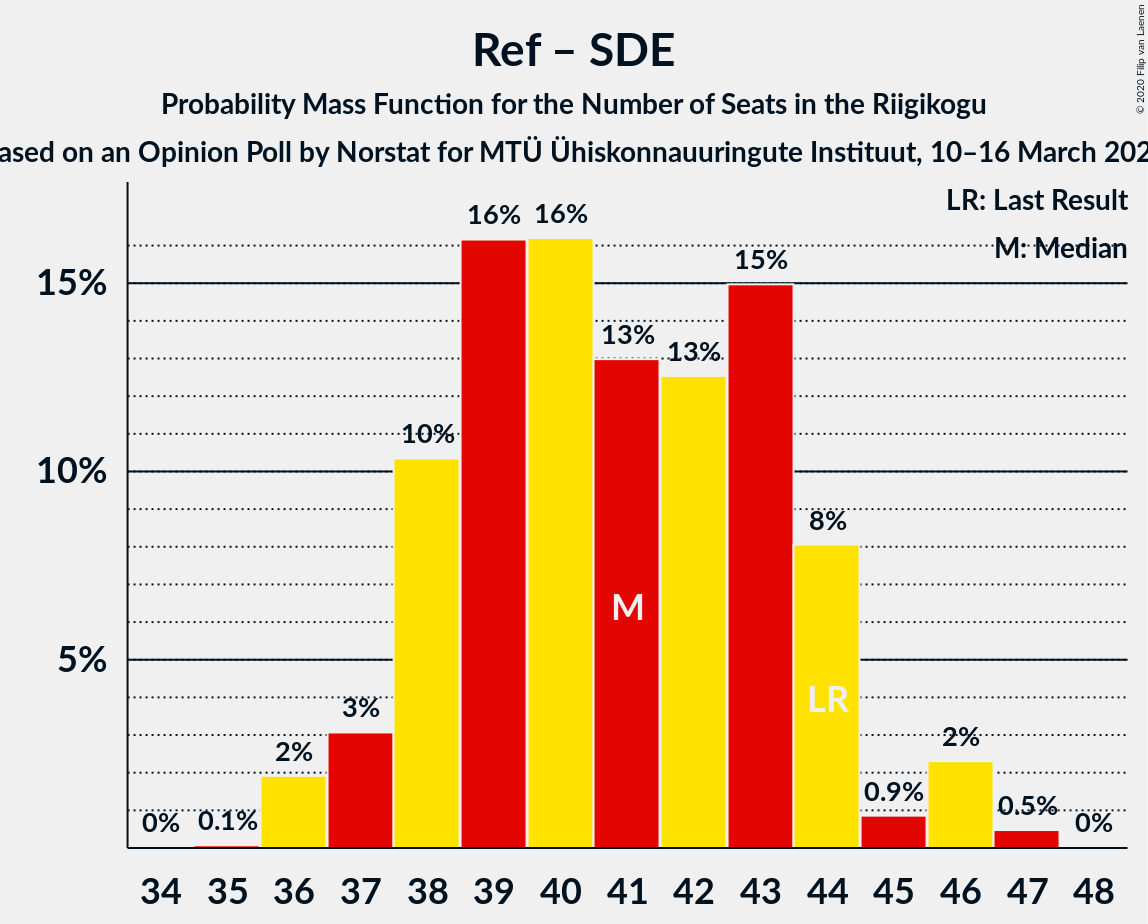 Ref – SDE
Probability Mass Function for the Number of Seats in the Riigikogu
ased on an Opinion Poll by Norstat for MTÜ Ühiskonnauuringute Instituut, 10–16 March 202
© 2020 Filip van Laenen
LR: Last Result
M: Median
16% 16%
15%
15%
13%
13%
10%
10%
8%
M
5%
LR
3%
2%
2%
0.9%
0.5%
0% 0.1%
0%
34 35 36 37 38 39 40 41 42 43 44 45 46 47 48